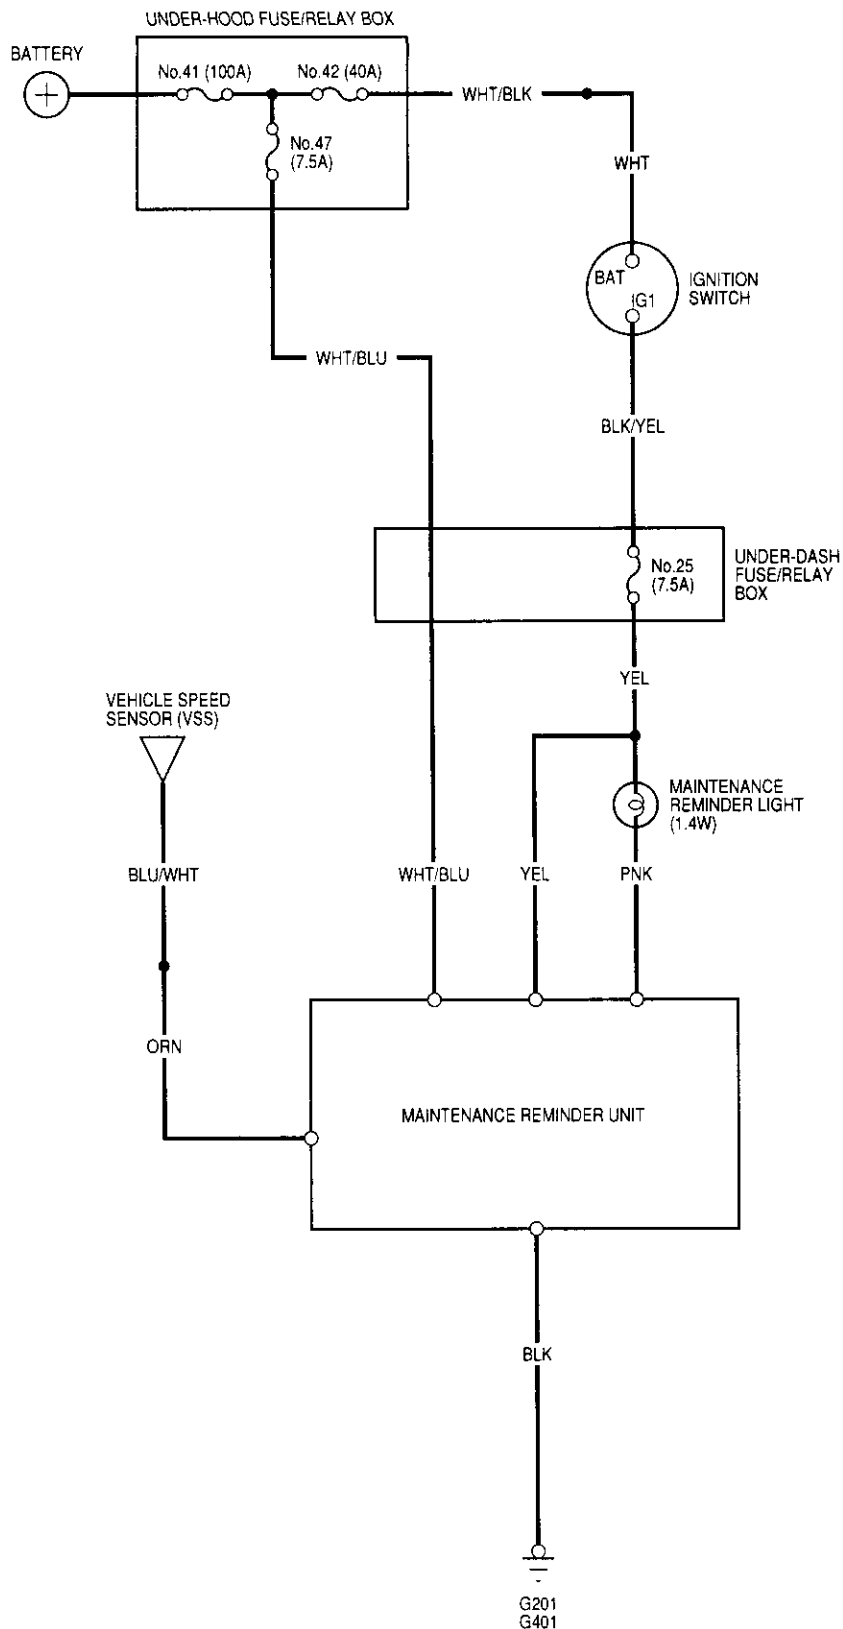 UNDER-HOOD FUSE/RELAY BOX
BATTERY
No.41 (100A)
No.42 (40A)
WHT/BLK
No.47
(7.5A)
WHT
BAT
IG1
IGNITION
SWITCH
WHT/BLU
BLK/YEL
No.25
(7.5A)
UNDER-DASH
FUSE/RELAY
BOX
YEL
VEHICLE SPEED
SENSOR (VSS)
MAINTENANCE
REMINDER LIGHT
(1.4W)
BLU/WHT
WHT/BLU
YEL
PNK
ORN
MAINTENANCE REMINDER UNIT
BLK
G201
G401